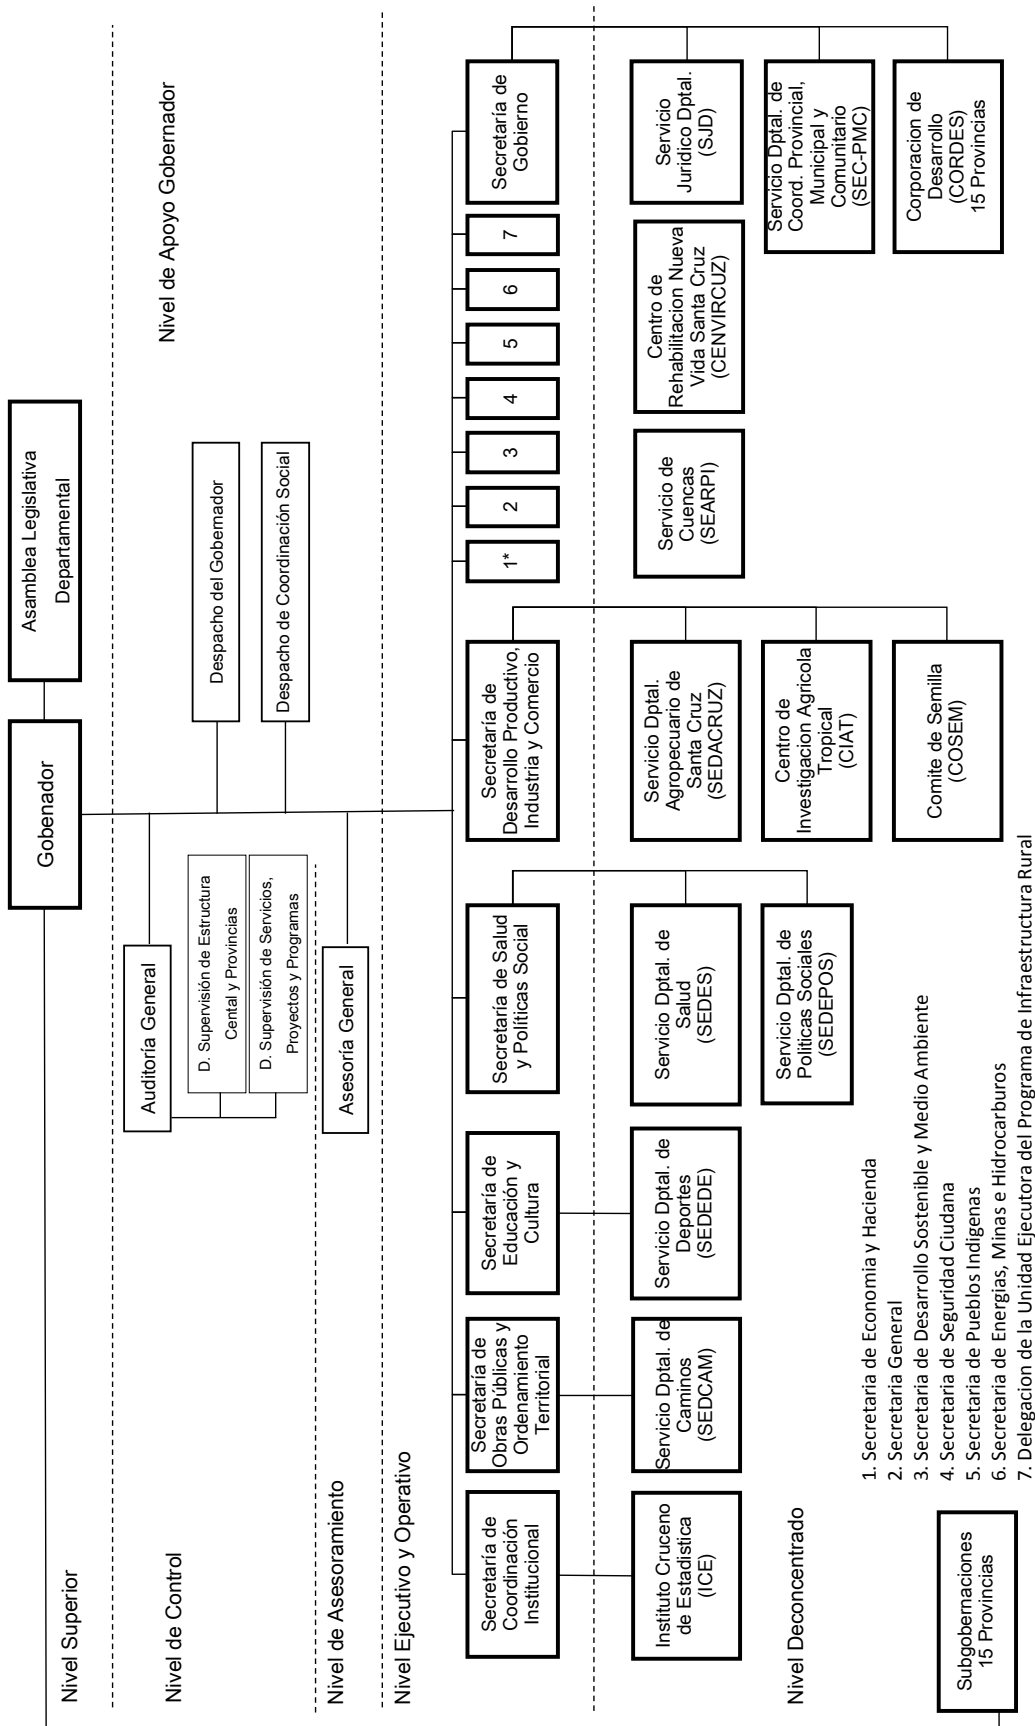 Nivel Superior
Gobenador
Asamblea Legislativa
Departamental
Nivel de Control
Nivel de Apoyo Gobernador
Auditoría General
D. Supervisión de Estructura
Cental y Provincias
D. Supervisión de Servicios,
Proyectos y Programas
Despacho del Gobernador
Despacho de Coordinación Social
Nivel de Asesoramiento
Asesoría General
Nivel Ejecutivo y Operativo
Secretaría de
Coordinación
Institucional
Secretaría de
Obras Públicas y
Ordenamiento
Territorial
Secretaría de
Educación y
Cultura
Secretaría de Salud
y Políticas Social
Secretaría de
Desarrollo Productivo,
Industria y Comercio
1*
2
3
4
5
6
7
Secretaría de
Gobierno
Instituto Cruceno
de Estadistica
(ICE)
Servicio Dptal. de
Caminos
(SEDCAM)
Servicio Dptal. de
Deportes
(SEDEDE)
Servicio Dptal. de
Salud
(SEDES)
Servicio Dptal.
Agropecuario de
Santa Cruz
(SEDACRUZ)
Servicio de
Cuencas
(SEARPI)
Centro de
Rehabilitacion Nueva
Vida Santa Cruz
(CENVIRCUZ)
Servicio
Juridico Dptal.
(SJD)
Nivel Deconcentrado
Servicio Dptal. de
Politicas Sociales
(SEDEPOS)
Centro de
Investigacion Agricola
Tropical
(CIAT)
Servicio Dptal. de
Coord. Provincial,
Municipal y
Comunitario
(SEC-PMC)
Comite de Semilla
(COSEM)
Corporacion de
Desarrollo
(CORDES)
15 Provincias
Subgobernaciones
15 Provincias
1. Secretaria de Economia y Hacienda
2. Secretaria General
3. Secretaria de Desarrollo Sostenible y Medio Ambiente
4. Secretaria de Seguridad Ciudana
5. Secretaria de Pueblos Indigenas
6. Secretaria de Energias, Minas e Hidrocarburos
7. Delegacion de la Unidad Ejecutora del Programa de Infraestructura Rural